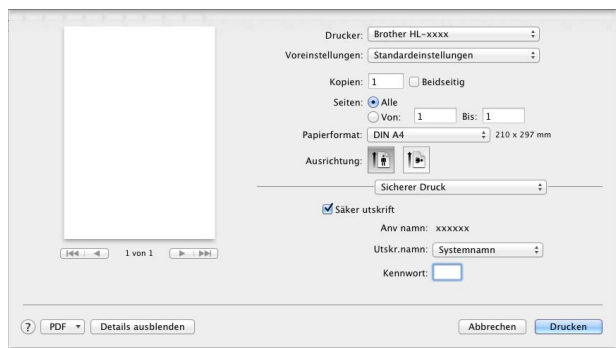 Drucker: Brother HL-xxxx
Voreinstellungen: Standardeinstellungen
Kopien: 1 Beidseitig
Seiten: Alle
Von: 1 Bis: 1
Papierformat: DIN A4 210 x 297 mm
Ausrichtung:
Sicherer Druck
Säker utskrift
Anv namn: xxxxxx
Utskr.namn: Systemnamn
Kennwort:
1 von 1
? PDF Details ausblenden Abbrechen Drucken